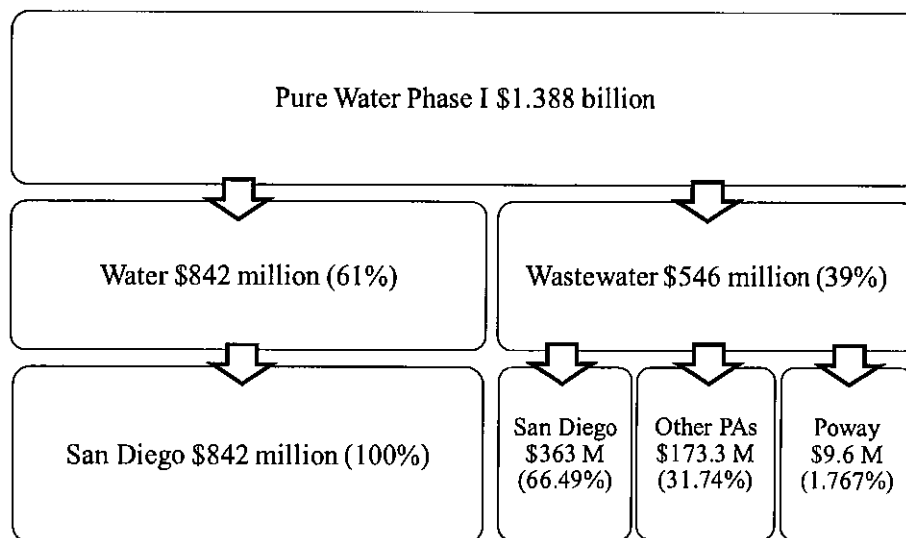 Pure Water Phase I $1.388 billion
Water $842 million (61%)
Wastewater $546 million (39%)
San Diego $842 million (100%)
San Diego
$363 M
(66.49%)
Other PAs
$173.3 M
(31.74%)
Poway
$9.6 M
(1.767%)